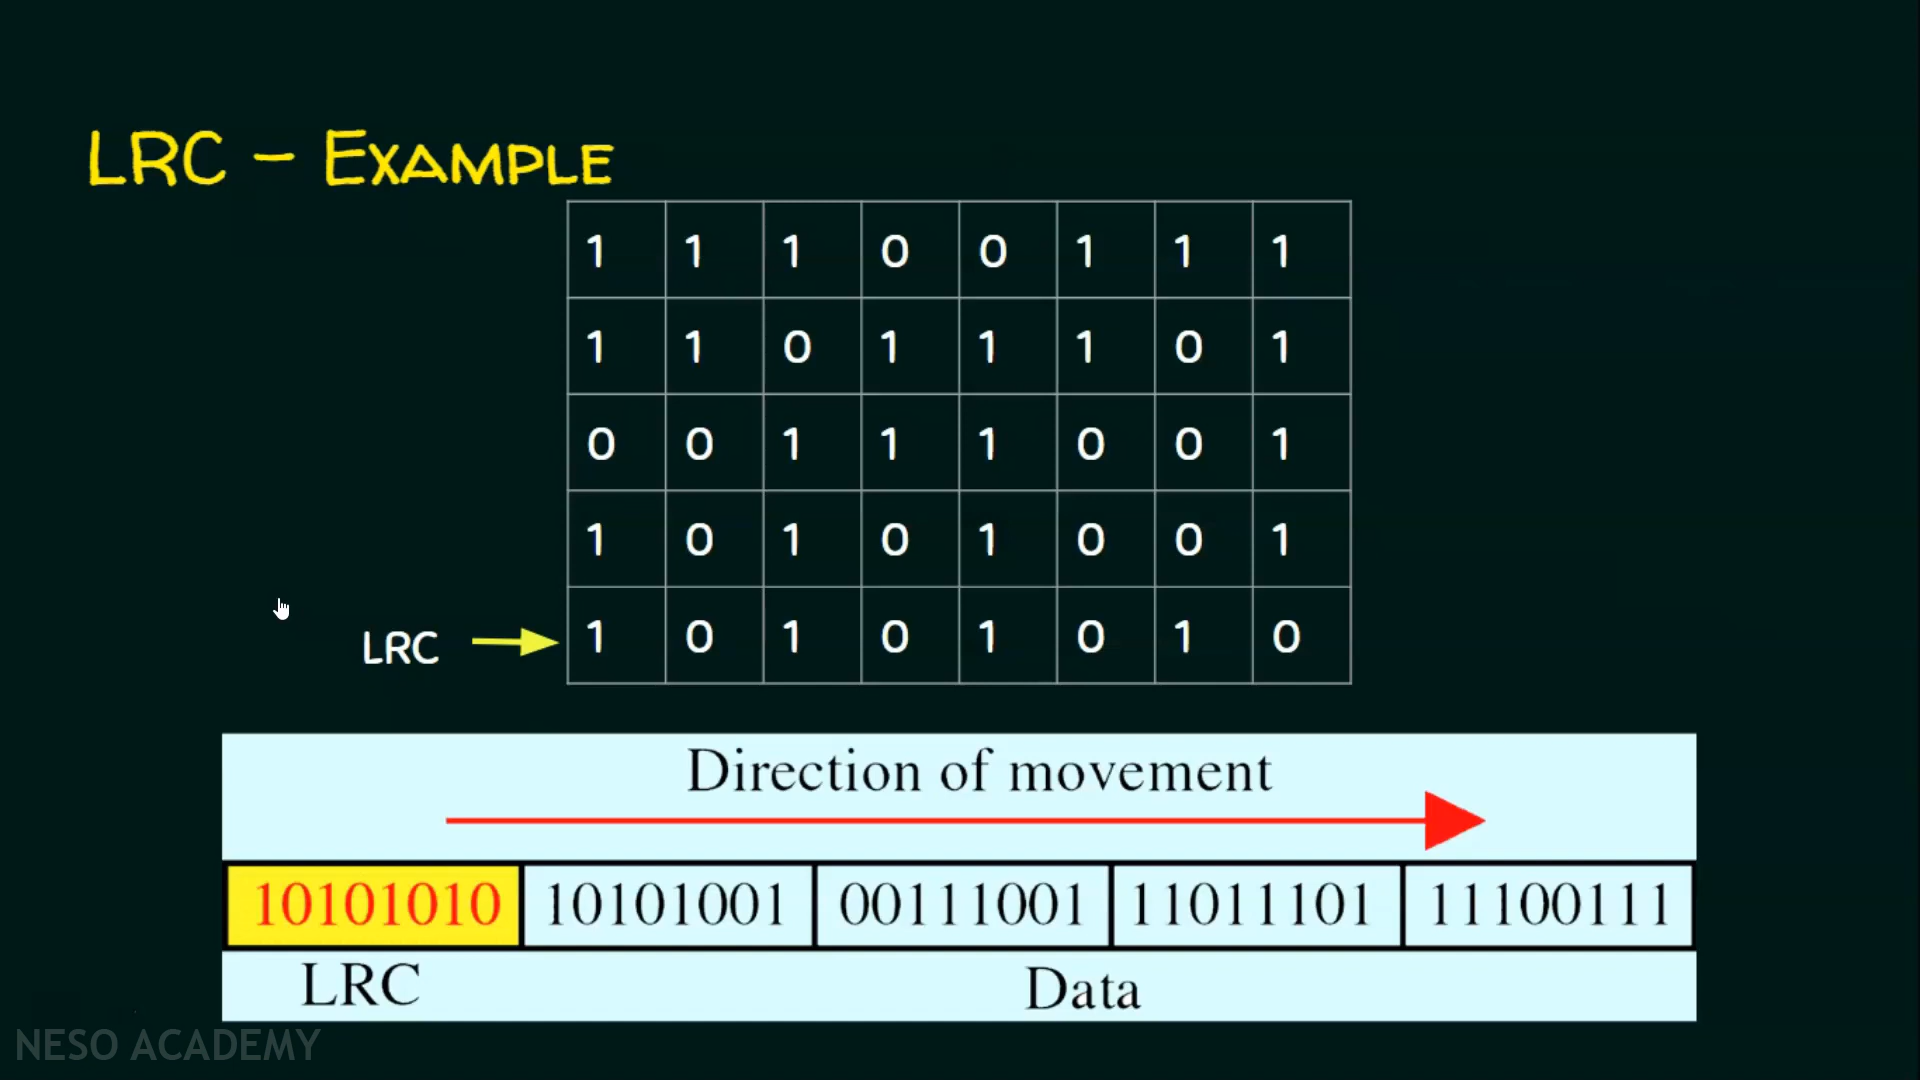 LRC – EXAMPLE
1 1 1 0 0 1 1 1
1 1 0 1 1 1 0 1
0 0 1 1 1 0 0 1
1 0 1 0 1 0 0 1
LRC 1 0 1 0 1 0 1 0
Direction of movement
10101010 10101001 00111001 11011101 11100111
LRC Data
NESO ACADEMY